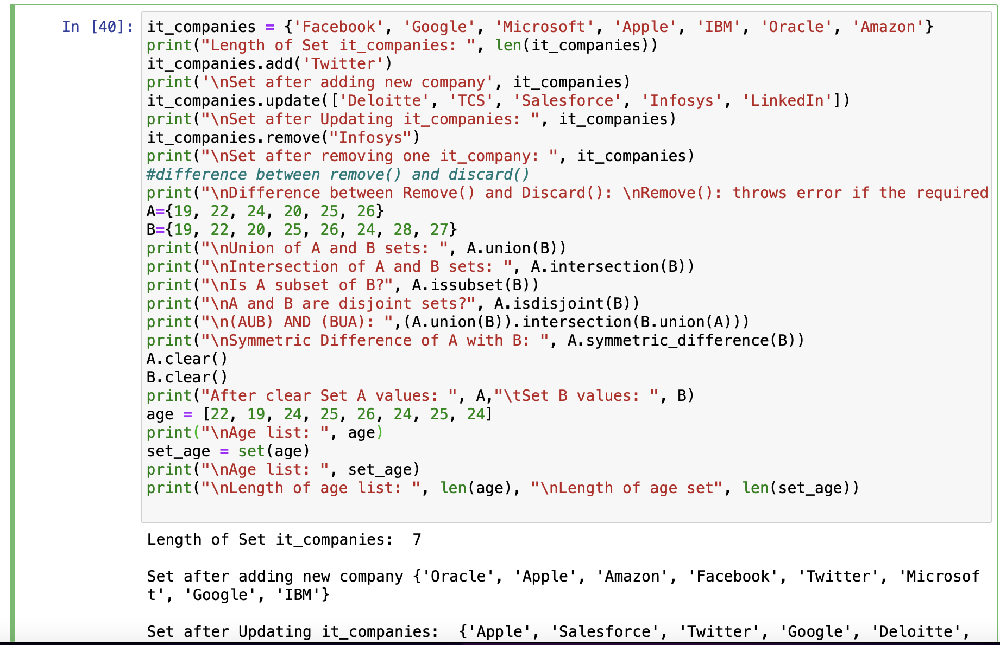 In [40]:
it_companies = {'Facebook', 'Google', 'Microsoft', 'Apple', 'IBM', 'Oracle', 'Amazon'}
print("Length of Set it_companies: ", len(it_companies))
it_companies.add('Twitter')
print('\nSet after adding new company', it_companies)
it_companies.update(['Deloitte', 'TCS', 'Salesforce', 'Infosys', 'LinkedIn'])
print("\nSet after Updating it_companies: ", it_companies)
it_companies.remove("Infosys")
print("\nSet after removing one it_company: ", it_companies)
#difference between remove() and discard()
print("\nDifference between Remove() and Discard(): \nRemove(): throws error if the required
A={19, 22, 24, 20, 25, 26}
B={19, 22, 20, 25, 26, 24, 28, 27}
print("\nUnion of A and B sets: ", A.union(B))
print("\nIntersection of A and B sets: ", A.intersection(B))
print("\nIs A subset of B?", A.issubset(B))
print("\nA and B are disjoint sets?", A.isdisjoint(B))
print("\n(AUB) AND (BUA): ",(A.union(B)).intersection(B.union(A)))
print("\nSymmetric Difference of A with B: ", A.symmetric_difference(B))
A.clear()
B.clear()
print("After clear Set A values: ", A,"\tSet B values: ", B)
age = [22, 19, 24, 25, 26, 24, 25, 24]
print("\nAge list: ", age)
set_age = set(age)
print("\nAge list: ", set_age)
print("\nLength of age list: ", len(age), "\nLength of age set", len(set_age))
Length of Set it_companies:  7
Set after adding new company {'Oracle', 'Apple', 'Amazon', 'Facebook', 'Twitter', 'Microsof
t', 'Google', 'IBM'}
Set after Updating it_companies:  {'Apple', 'Salesforce', 'Twitter', 'Google', 'Deloitte',